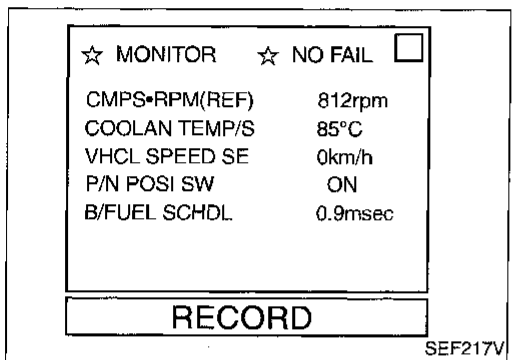 ☆ MONITOR ☆ NO FAIL
CMPS•RPM(REF) 812rpm
COOLAN TEMP/S 85°C
VHCL SPEED SE 0km/h
P/N POSI SW ON
B/FUEL SCHDL 0.9msec
RECORD
SEF217V